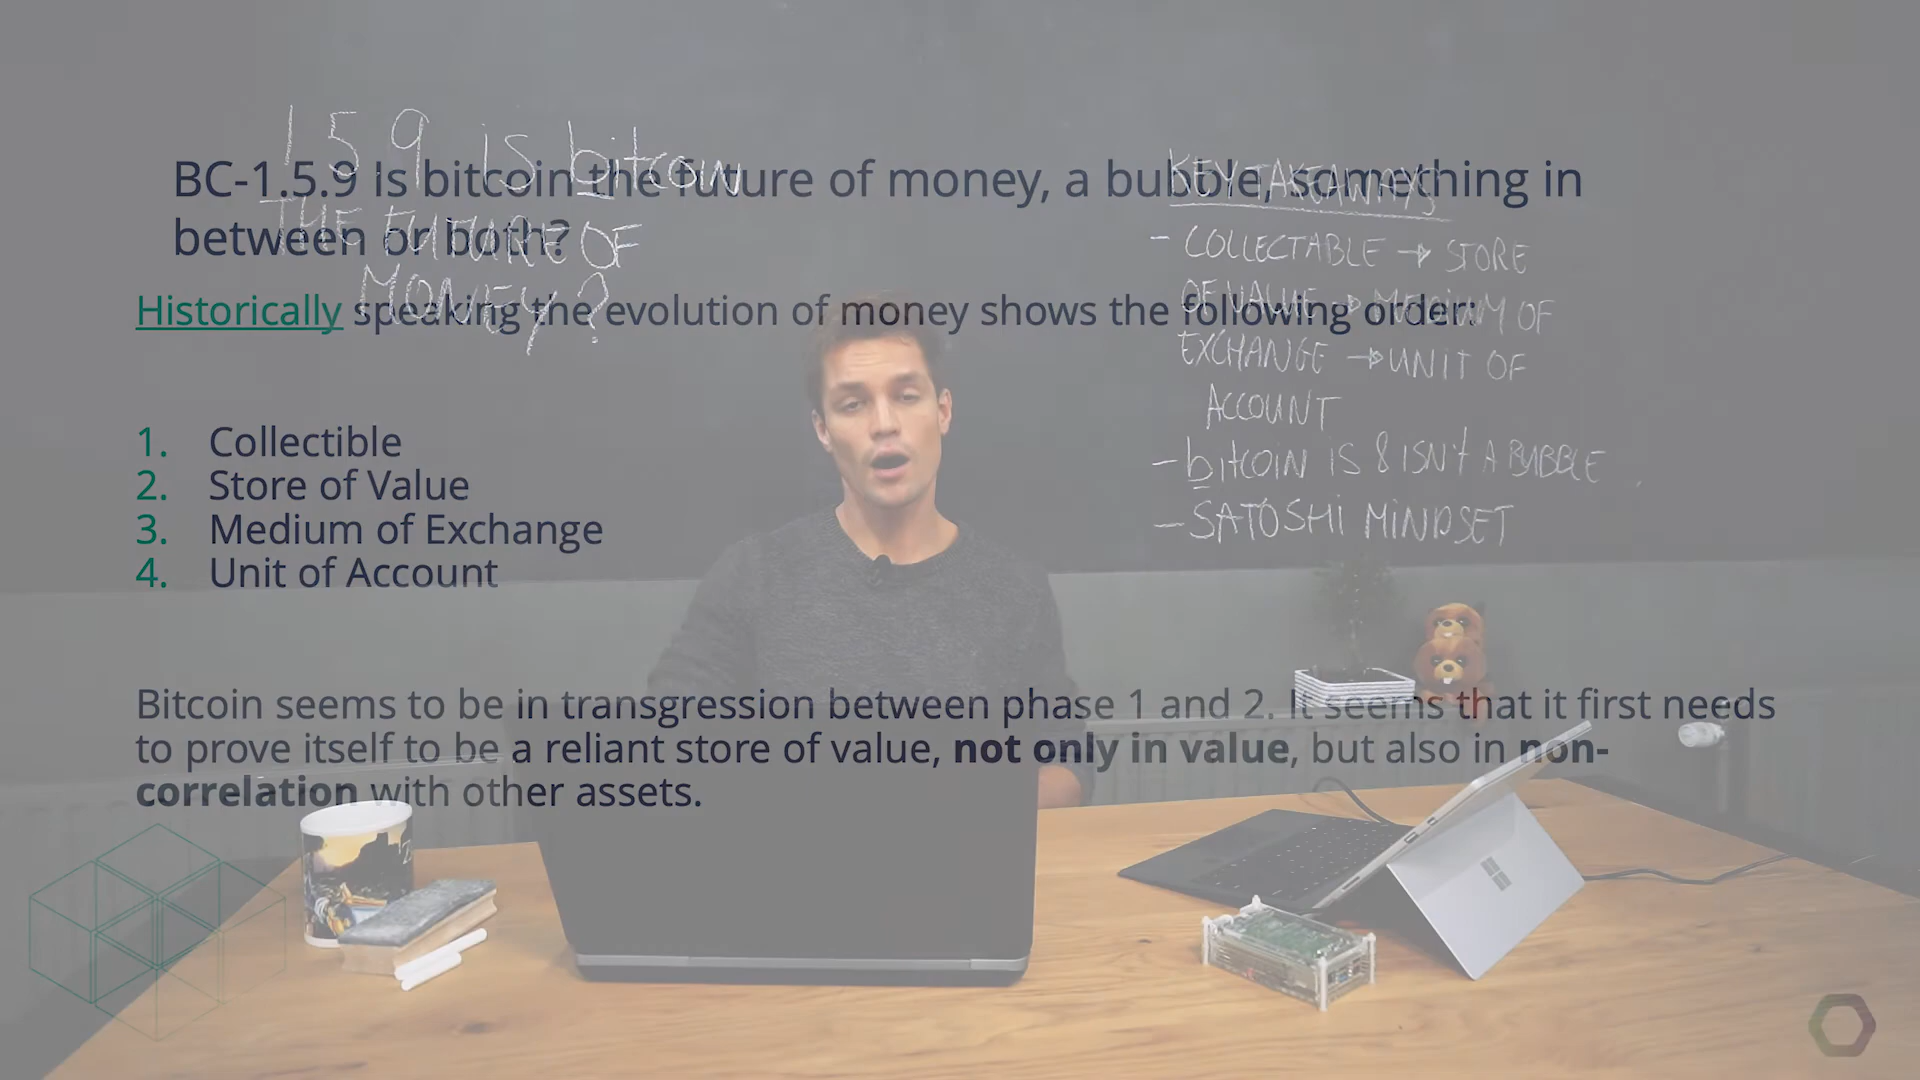 BC-1.5.9 Is bitcoin the future of money, a bubble, something in
between or both?
Historically speaking the evolution of money shows the following order:
1. Collectible
2. Store of Value
3. Medium of Exchange
4. Unit of Account
Bitcoin seems to be in transgression between phase 1 and 2. It seems that it first needs
to prove itself to be a reliant store of value, not only in value, but also in non-
correlation with other assets.
1 5 9 is bitcoin
THE FUTURE OF
MONEY?
KEY TAKEAWAYS
- COLLECTABLE → STORE
OF VALUE → MEDIUM OF
EXCHANGE → UNIT OF
ACCOUNT
- bitCOIN IS & ISN't A BUBBLE
- SATOSHI MINDSET